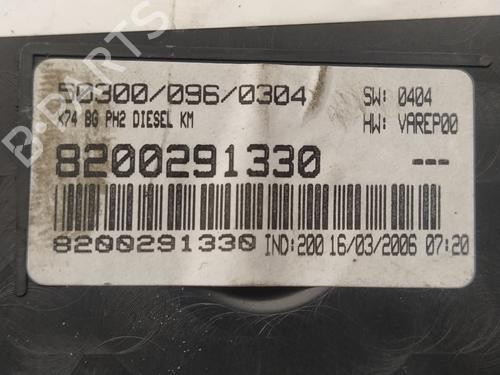 B-PARTS
50300/096/0304
SW: 0404
X74 BG PH2 DIESEL KM
HW: VAREP00
8200291330
---
8200291330 IND:200 16/03/2006 07:20